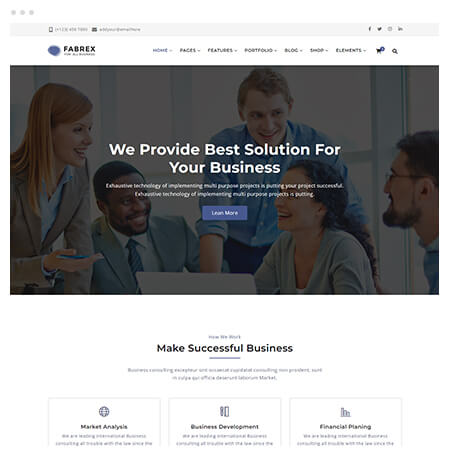 (+123) 456 7890 add your@emailhere
FABREX
FOR ALL BUSINESS
HOME PAGES FEATURES PORTFOLIO BLOG SHOP ELEMENTS
We Provide Best Solution For
Your Business
Exhaustive technology of implementing multi purpose projects is putting your project successful.
Exhaustive technology of implementing multi purpose projects is putting.
Lean More
How We Work
Make Successful Business
Business consulting excepteur sint occaecat cupidatat consulting non proident, sunt
in culpa qui officia deserunt laborum Market.
Market Analysis Business Development Financial Planing
We are leading International Business We are leading International Business We are leading International Business
consulting all trouble with the law since the consulting all trouble with the law since the consulting all trouble with the law since the